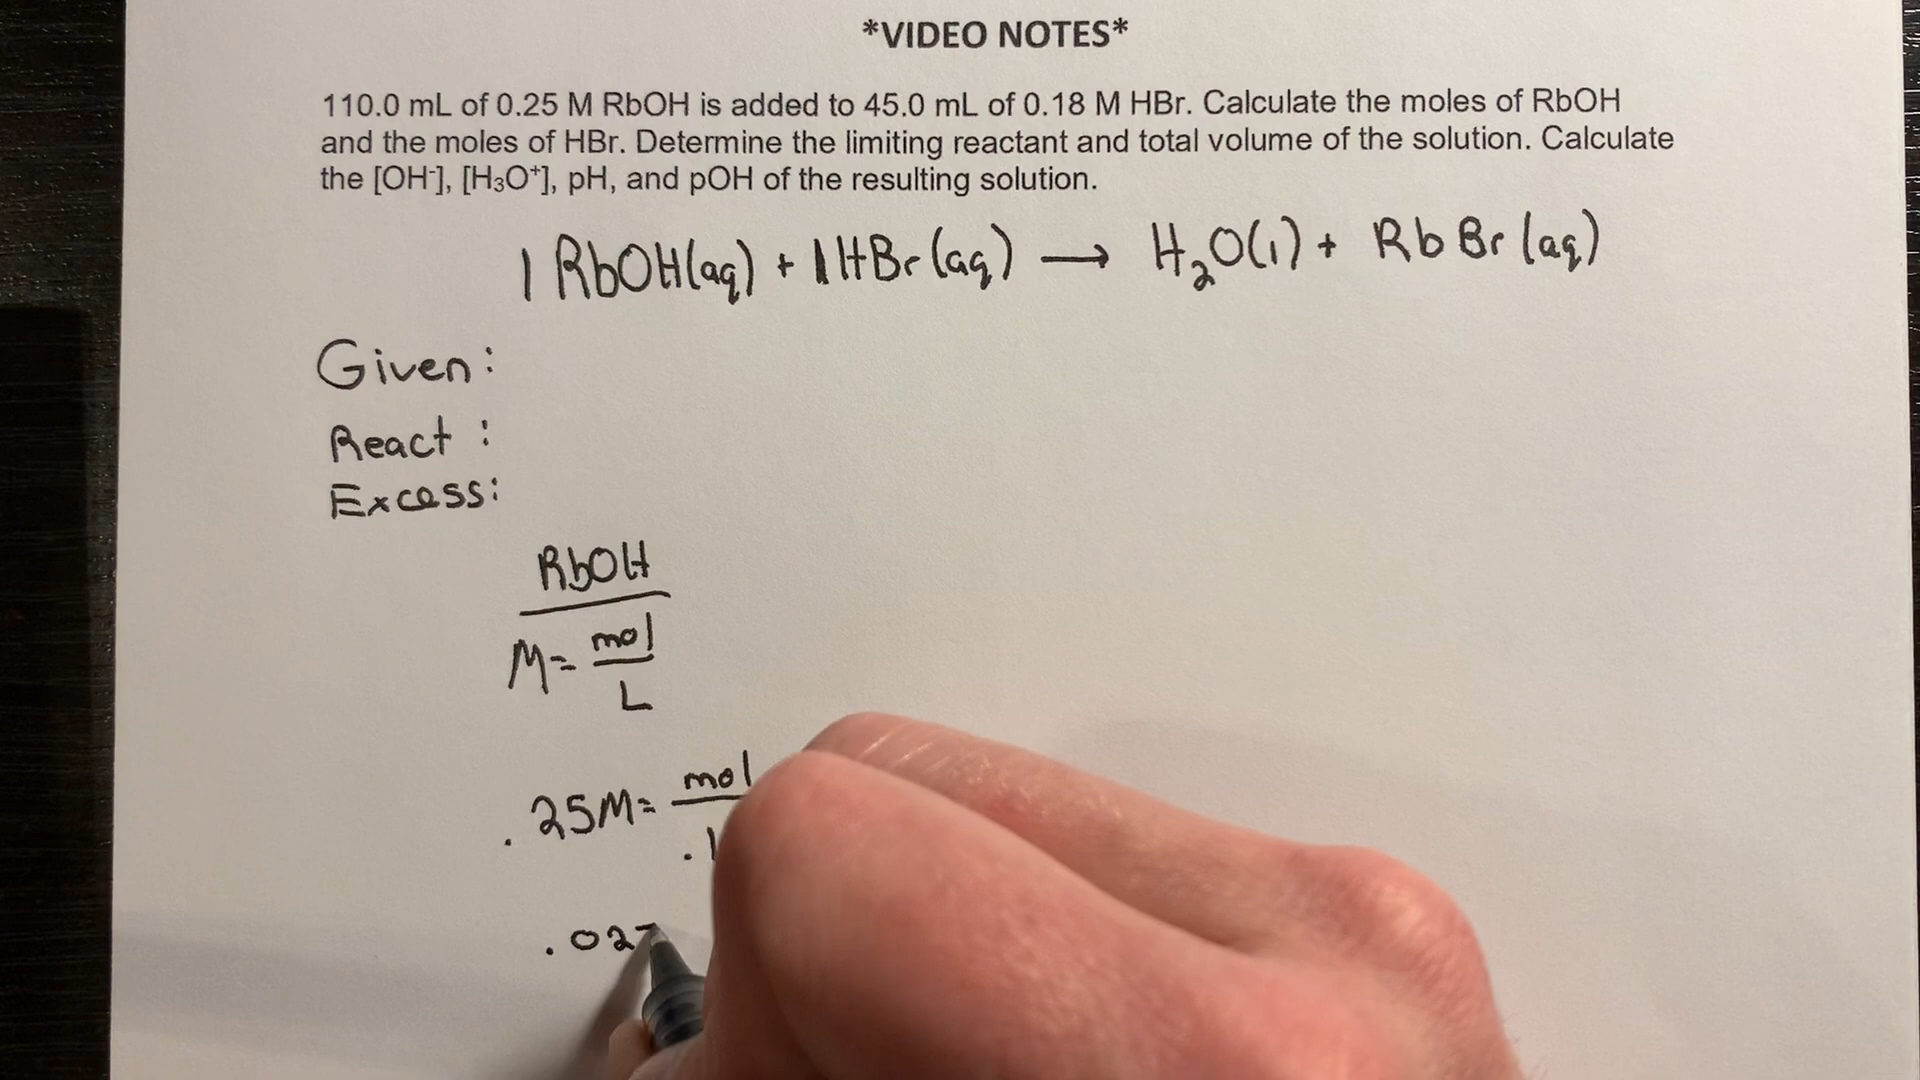 *VIDEO NOTES*
110.0 mL of 0.25 M RbOH is added to 45.0 mL of 0.18 M HBr. Calculate the moles of RbOH
and the moles of HBr. Determine the limiting reactant and total volume of the solution. Calculate
the [OH⁻], [H₃O⁺], pH, and pOH of the resulting solution.
1 RbOH(aq) + 1 HBr(aq) → H₂O(l) + RbBr(aq)
Given:
React:
Excess:
RbOH
M= mol
L
.25M= mol
.1
.02